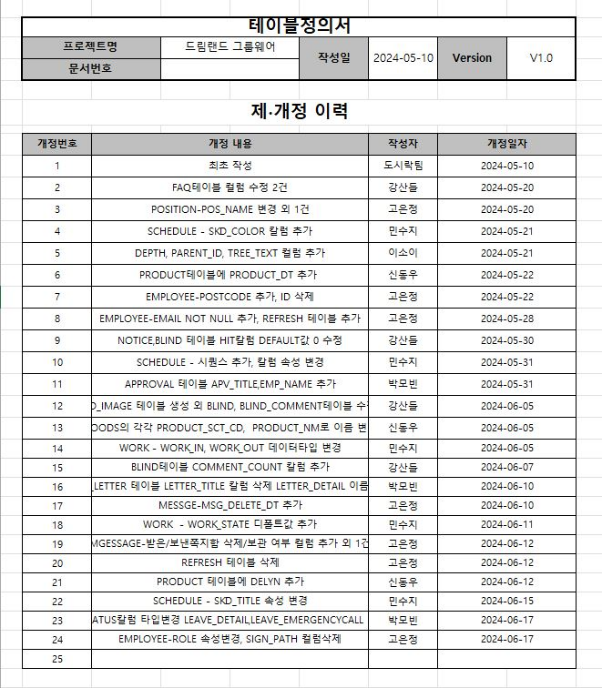 테이블정의서
프로젝트명 드림랜드 그룹웨어 작성일 2024-05-10 Version V1.0
문서번호
제·개정 이력
개정번호 개정 내용 작성자 개정일자
1 최초 작성 도시락팀 2024-05-10
2 FAQ테이블 컬럼 수정 2건 강산들 2024-05-20
3 POSITION-POS_NAME 변경 외 1건 고은정 2024-05-20
4 SCHEDULE - SKD_COLOR 칼럼 추가 민수지 2024-05-21
5 DEPTH, PARENT_ID, TREE_TEXT 컬럼 추가 이소이 2024-05-21
6 PRODUCT테이블에 PRODUCT_DT 추가 신동우 2024-05-22
7 EMPLOYEE-POSTCODE 추가, ID 삭제 고은정 2024-05-22
8 EMPLOYEE-EMAIL NOT NULL 추가, REFRESH 테이블 추가 고은정 2024-05-28
9 NOTICE,BLIND 테이블 HIT칼럼 DEFAULT값 0 수정 강산들 2024-05-30
10 SCHEDULE - 시퀀스 추가, 칼럼 속성 변경 민수지 2024-05-31
11 APPROVAL 테이블 APV_TITLE,EMP_NAME 추가 박모빈 2024-05-31
12 D_IMAGE 테이블 생성 외 BLIND, BLIND_COMMENT테이블 수 강산들 2024-06-05
13 OODS의 각각 PRODUCT_SCT_CD, PRODUCT_NM로 이름 변 신동우 2024-06-05
14 WORK - WORK_IN, WORK_OUT 데이터타입 변경 민수지 2024-06-05
15 BLIND테이블 COMMENT_COUNT 칼럼 추가 강산들 2024-06-07
16 _LETTER 테이블 LETTER_TITLE 칼럼 삭제 LETTER_DETAIL 이름 박모빈 2024-06-10
17 MESSGE-MSG_DELETE_DT 추가 고은정 2024-06-10
18 WORK - WORK_STATE 디폴트값 추가 민수지 2024-06-11
19 MGESSAGE-받은/보낸쪽지함 삭제/보관 여부 컬럼 추가 외 1건 고은정 2024-06-12
20 REFRESH 테이블 삭제 고은정 2024-06-12
21 PRODUCT 테이블에 DELYN 추가 신동우 2024-06-12
22 SCHEDULE - SKD_TITLE 속성 변경 민수지 2024-06-15
23 ATUS칼럼 타입변경 LEAVE_DETAIL,LEAVE_EMERGENCYCALL 박모빈 2024-06-17
24 EMPLOYEE-ROLE 속성변경, SIGN_PATH 컬럼삭제 고은정 2024-06-17
25